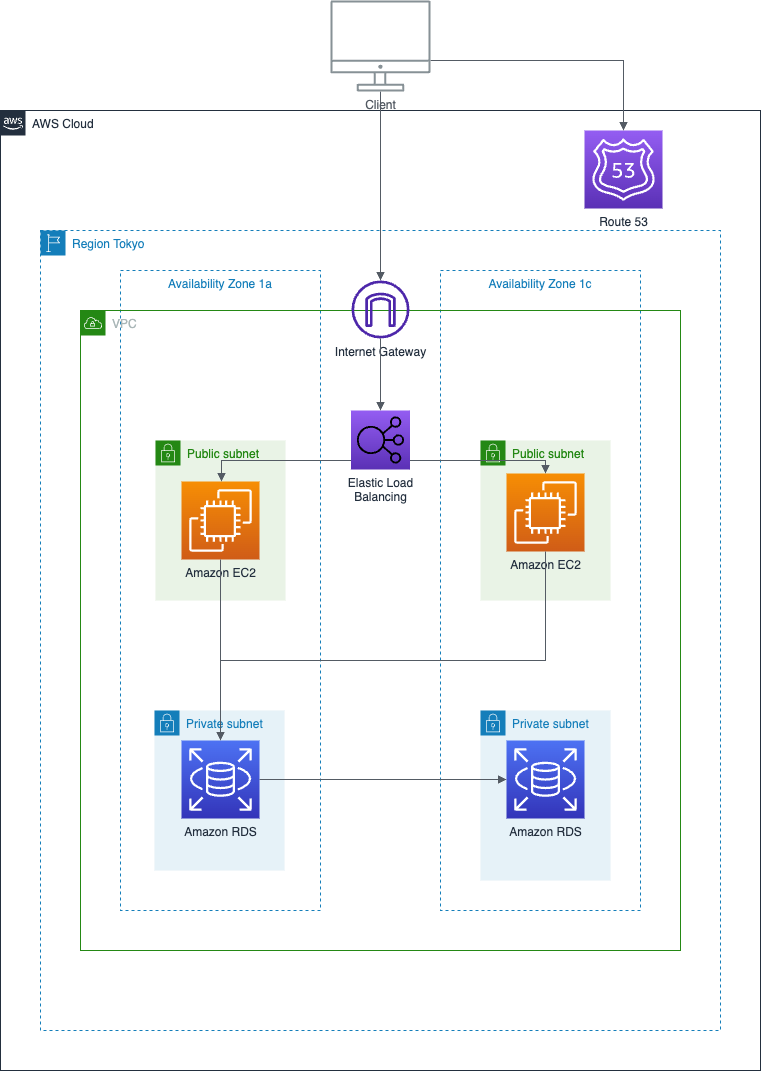 Client
aws
AWS Cloud
53
Route 53
Region Tokyo
Availability Zone 1a
Availability Zone 1c
VPC
Internet Gateway
Public subnet
Public subnet
Elastic Load
Balancing
Amazon EC2
Amazon EC2
Private subnet
Private subnet
Amazon RDS
Amazon RDS